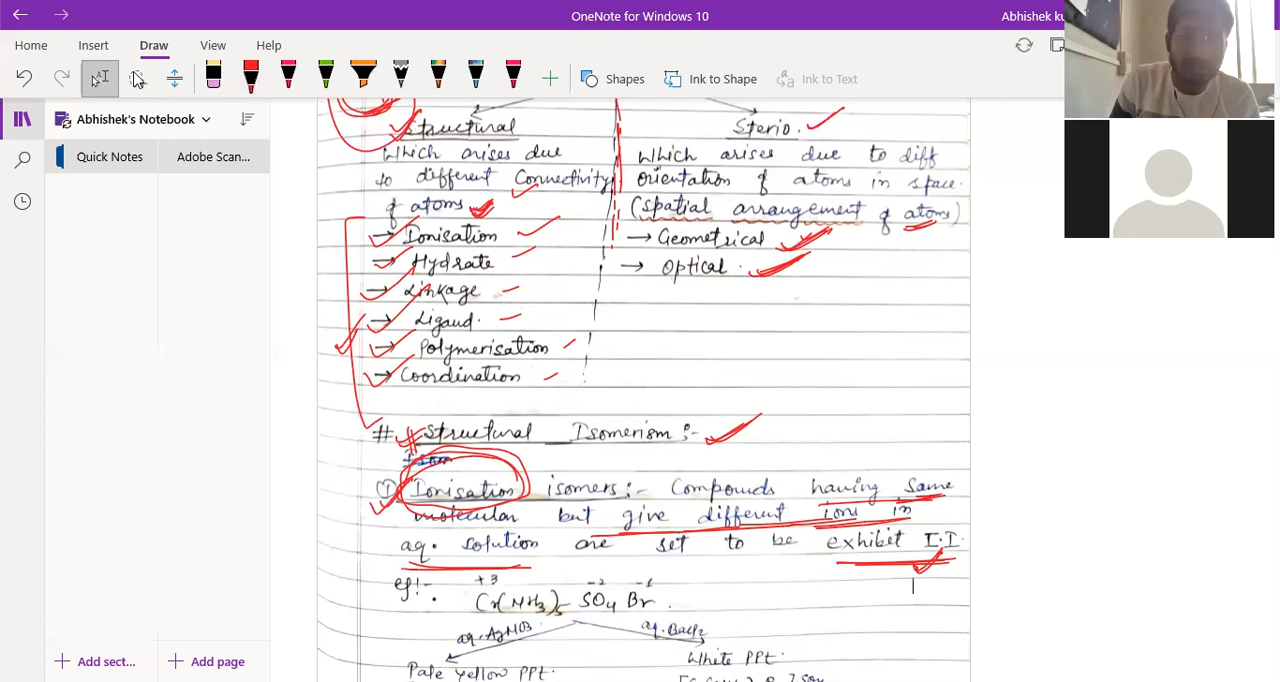 OneNote for Windows 10
Abhishek ku
Home Insert Draw View Help
Shapes Ink to Shape Ink to Text
Abhishek's Notebook
Quick Notes
Adobe Scan...
Structural
Which arises due
to different Connectivity
of atoms
→ Ionisation
→ Hydrate
→ Linkage
→ Ligand.
→ Polymerisation
→ Coordination
Sterio.
Which arises due to diff
orientation of atoms in space.
(spatial arrangement of atoms)
→ Geometrical
→ Optical.
# Structural Isomerism :-
① Ionisation isomers:- Compounds having same
molecular but give different ions in
aq. solution are set to be exhibit I.I.
eg!-
+3 -2 -1
Cr(NH3)5 SO4 Br.
aq. AgNO3 aq. BaCl2
Pale yellow PPT.
White PPT.
Add sect...
Add page